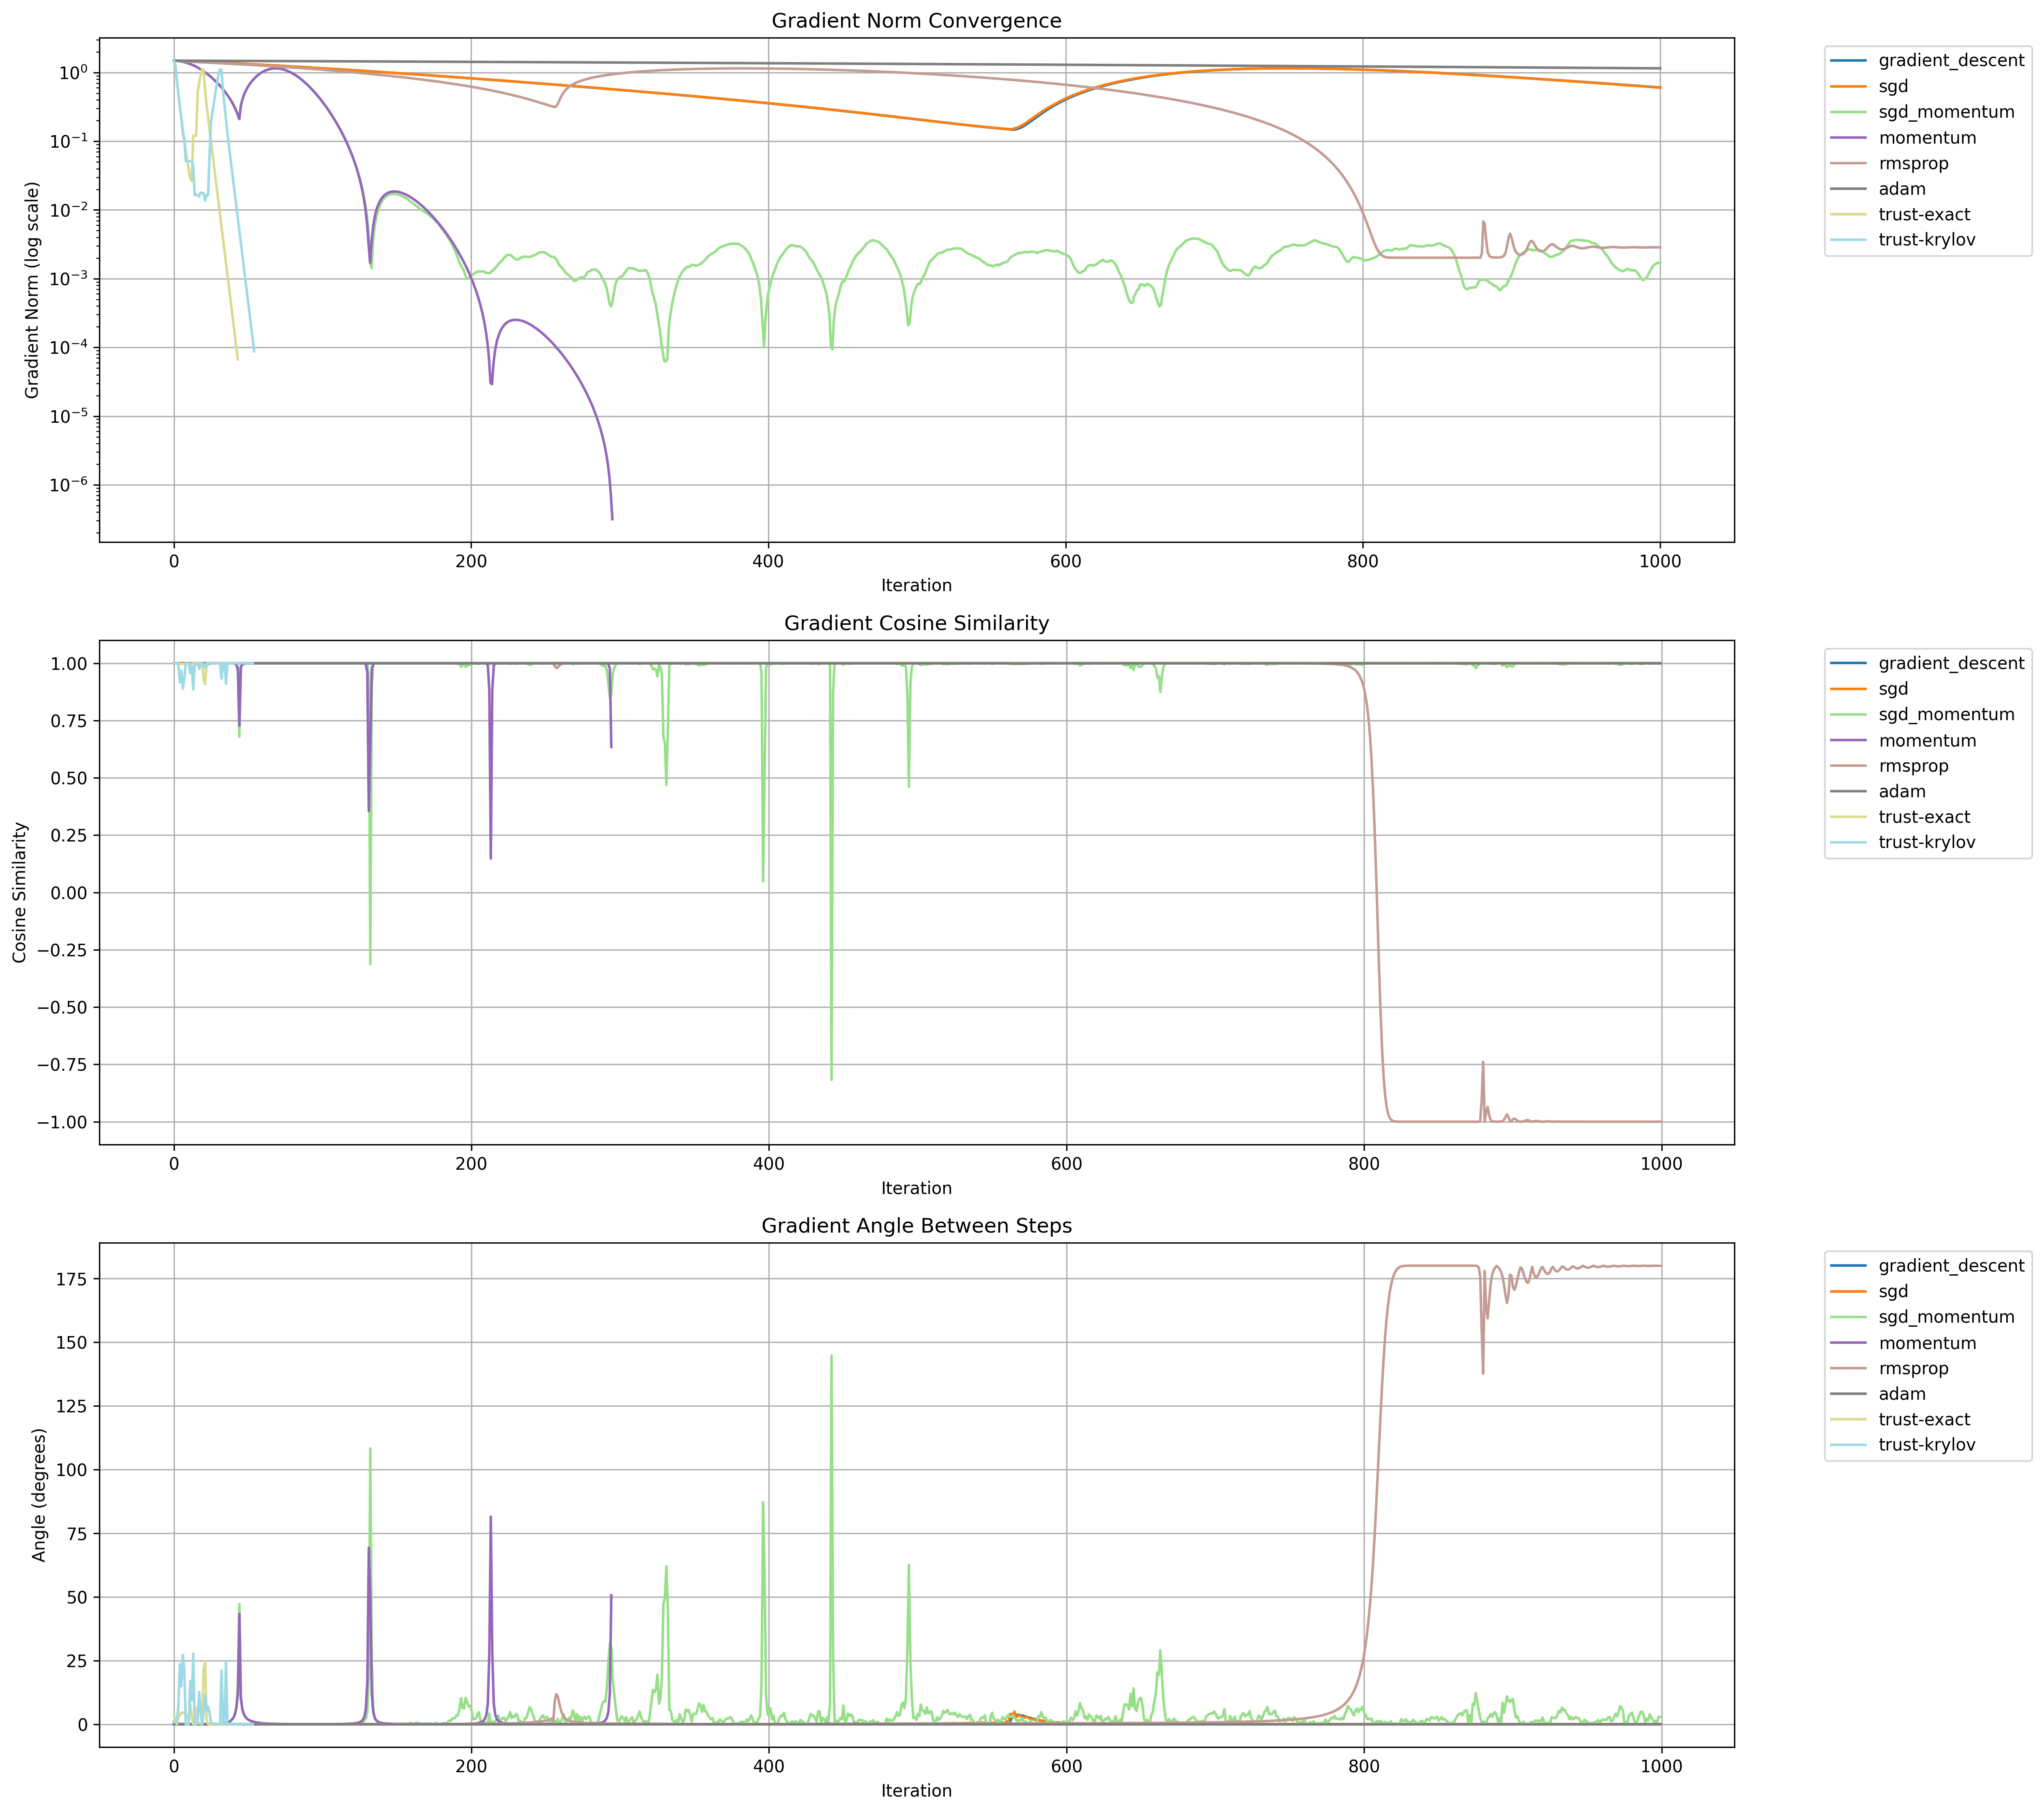 Gradient Norm Convergence
Gradient Norm (log scale)
10⁰
10⁻¹
10⁻²
10⁻³
10⁻⁴
10⁻⁵
10⁻⁶
0 200 400 600 800 1000
Iteration
gradient_descent
sgd
sgd_momentum
momentum
rmsprop
adam
trust-exact
trust-krylov
Gradient Cosine Similarity
Cosine Similarity
1.00
0.75
0.50
0.25
0.00
−0.25
−0.50
−0.75
−1.00
0 200 400 600 800 1000
Iteration
gradient_descent
sgd
sgd_momentum
momentum
rmsprop
adam
trust-exact
trust-krylov
Gradient Angle Between Steps
Angle (degrees)
175
150
125
100
75
50
25
0
0 200 400 600 800 1000
Iteration
gradient_descent
sgd
sgd_momentum
momentum
rmsprop
adam
trust-exact
trust-krylov